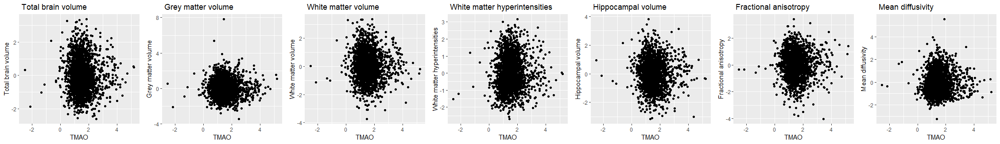 Total brain volume
Total brain volume
2
0
-2
-2
0
2
4
TMAO
Grey matter volume
Grey matter volume
8
4
0
-4
-2
0
2
4
TMAO
White matter volume
White matter volume
2
0
-2
-4
-2
0
2
4
TMAO
White matter hyperintensities
White matter hyperintensities
3
2
1
0
-1
-2
-2
0
2
4
TMAO
Hippocampal volume
Hippocampal volume
4
2
0
-2
-2
0
2
4
TMAO
Fractional anisotropy
Fractional anisotropy
2
0
-2
-4
-2
0
2
4
TMAO
Mean diffusivity
Mean diffusivity
4
2
0
-2
-2
0
2
4
TMAO